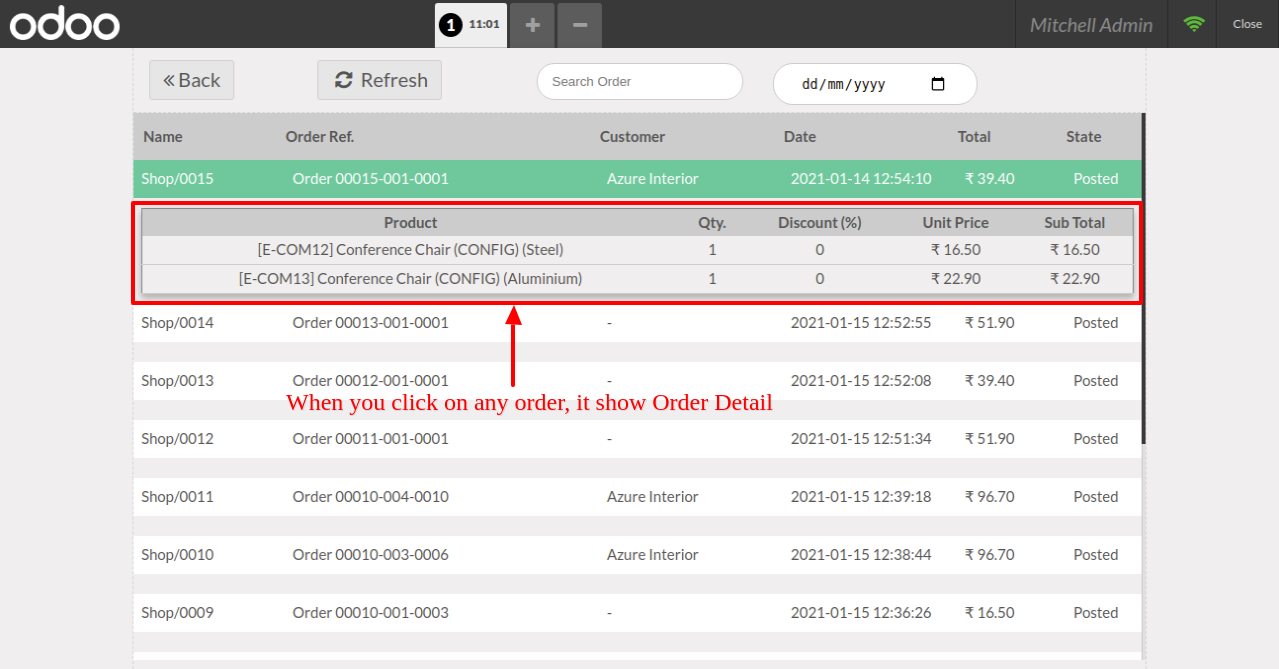 odoo 1 11:01 + − Mitchell Admin Close
« Back Refresh Search Order dd/mm/yyyy
Name Order Ref. Customer Date Total State
Shop/0015 Order 00015-001-0001 Azure Interior 2021-01-14 12:54:10 ₹ 39.40 Posted
Product Qty. Discount (%) Unit Price Sub Total
[E-COM12] Conference Chair (CONFIG) (Steel) 1 0 ₹ 16.50 ₹ 16.50
[E-COM13] Conference Chair (CONFIG) (Aluminium) 1 0 ₹ 22.90 ₹ 22.90
Shop/0014 Order 00013-001-0001 - 2021-01-15 12:52:55 ₹ 51.90 Posted
Shop/0013 Order 00012-001-0001 - 2021-01-15 12:52:08 ₹ 39.40 Posted
When you click on any order, it show Order Detail
Shop/0012 Order 00011-001-0001 - 2021-01-15 12:51:34 ₹ 51.90 Posted
Shop/0011 Order 00010-004-0010 Azure Interior 2021-01-15 12:39:18 ₹ 96.70 Posted
Shop/0010 Order 00010-003-0006 Azure Interior 2021-01-15 12:38:44 ₹ 96.70 Posted
Shop/0009 Order 00010-001-0003 - 2021-01-15 12:36:26 ₹ 16.50 Posted